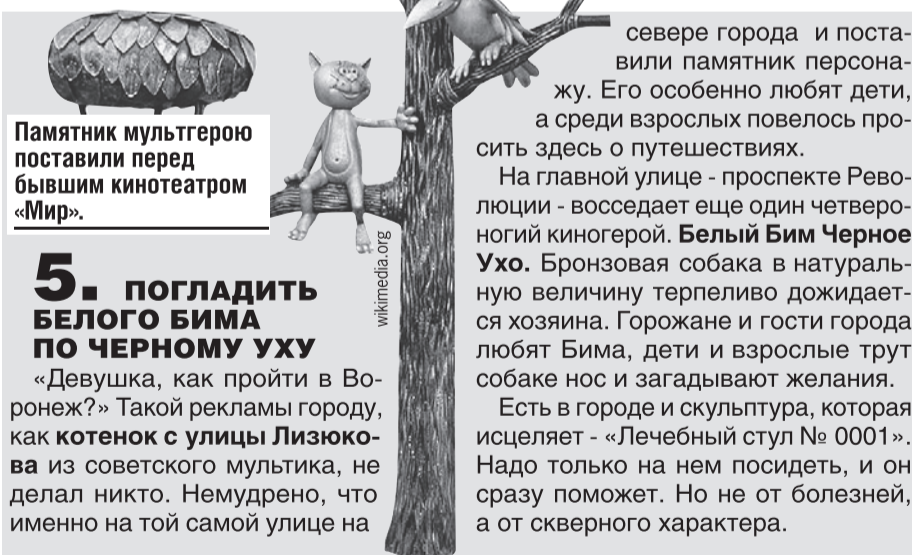 Памятник мультгерою
поставили перед
бывшим кинотеатром
«Мир».
wikimedia.org
5. ПОГЛАДИТЬ
БЕЛОГО БИМА
ПО ЧЕРНОМУ УХУ
«Девушка, как пройти в Во-
ронеж?» Такой рекламы городу,
как котенок с улицы Лизюко-
ва из советского мультика, не
делал никто. Немудрено, что
именно на той самой улице на
севере города и поста-
вили памятник персона-
жу. Его особенно любят дети,
а среди взрослых повелось про-
сить здесь о путешествиях.
На главной улице - проспекте Рево-
люции - восседает еще один четверо-
ногий киногерой. Белый Бим Черное
Ухо. Бронзовая собака в натураль-
ную величину терпеливо дожидает-
ся хозяина. Горожане и гости города
любят Бима, дети и взрослые трут
собаке нос и загадывают желания.
Есть в городе и скульптура, которая
исцеляет - «Лечебный стул № 0001».
Надо только на нем посидеть, и он
сразу поможет. Но не от болезней,
а от скверного характера.